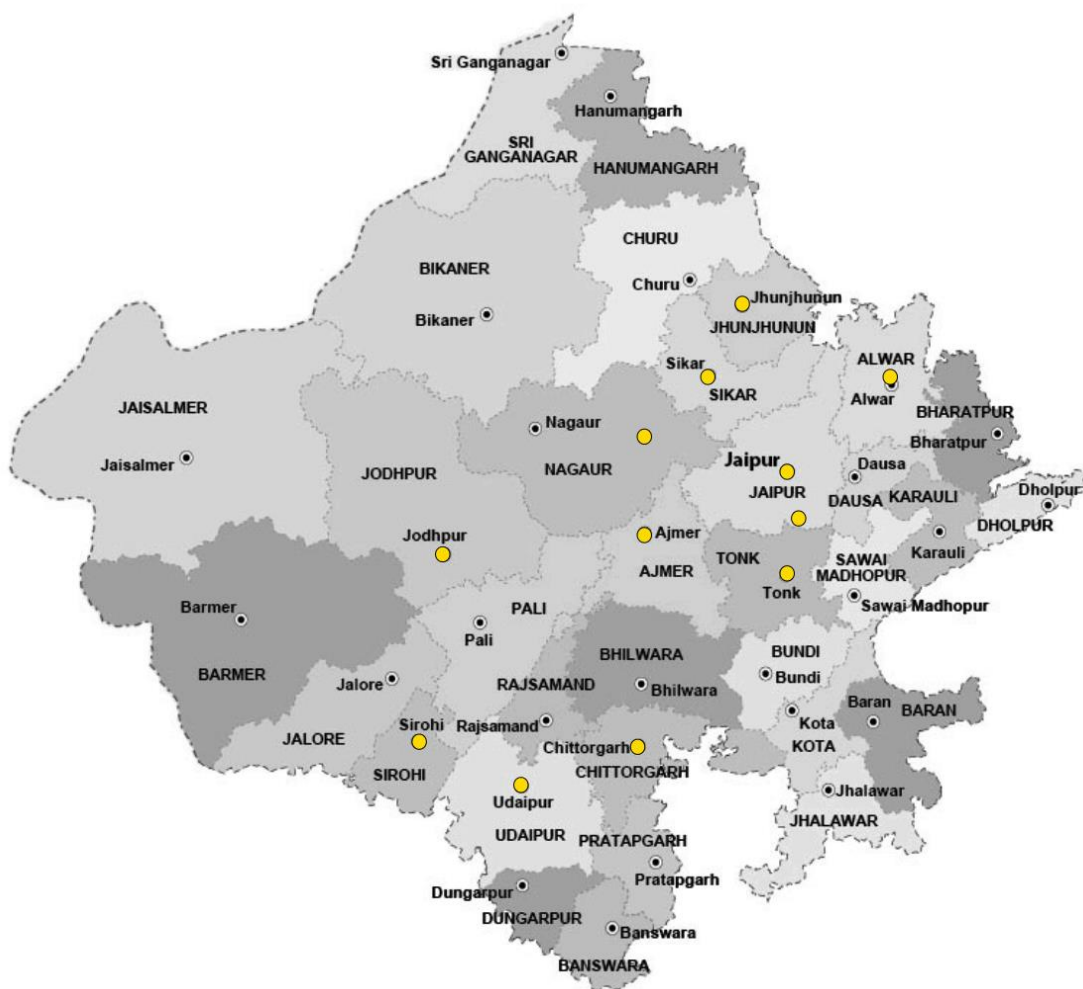 Sri Ganganagar
Hanumangarh
SRI
GANGANAGAR
HANUMANGARH
CHURU
BIKANER
Churu
Jhunjhunun
Bikaner
JHUNJHUNUN
Sikar
ALWAR
SIKAR
Alwar
JAISALMER
BHARATPUR
Nagaur
Bharatpur
Jaisalmer
JODHPUR
NAGAUR
Jaipur
Dausa
JAIPUR
DAUSA
KARAULI
Dholpur
DHOLPUR
Jodhpur
Ajmer
TONK
SAWAI
MADHOPUR
Karauli
AJMER
Tonk
Barmer
PALI
Sawai Madhopur
Pali
BARMER
BHILWARA
BUNDI
Jalore
RAJSAMAND
Bhilwara
Bundi
Sirohi
Rajsamand
Kota
Baran
BARAN
JALORE
Chittorgarh
KOTA
SIROHI
CHITTORGARH
Udaipur
Jhalawar
UDAIPUR
PRATAPGARH
JHALAWAR
Pratapgarh
Dungarpur
DUNGARPUR
Banswara
BANSWARA